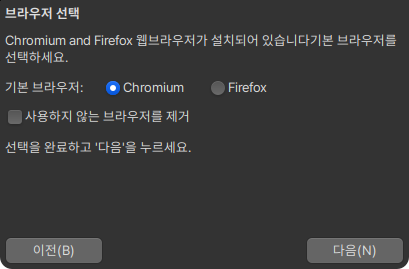 브라우저 선택
Chromium and Firefox 웹브라우저가 설치되어 있습니다기본 브라우저를
선택하세요.
기본 브라우저: Chromium Firefox
사용하지 않는 브라우저를 제거
선택을 완료하고 '다음'을 누르세요.
이전(B) 다음(N)